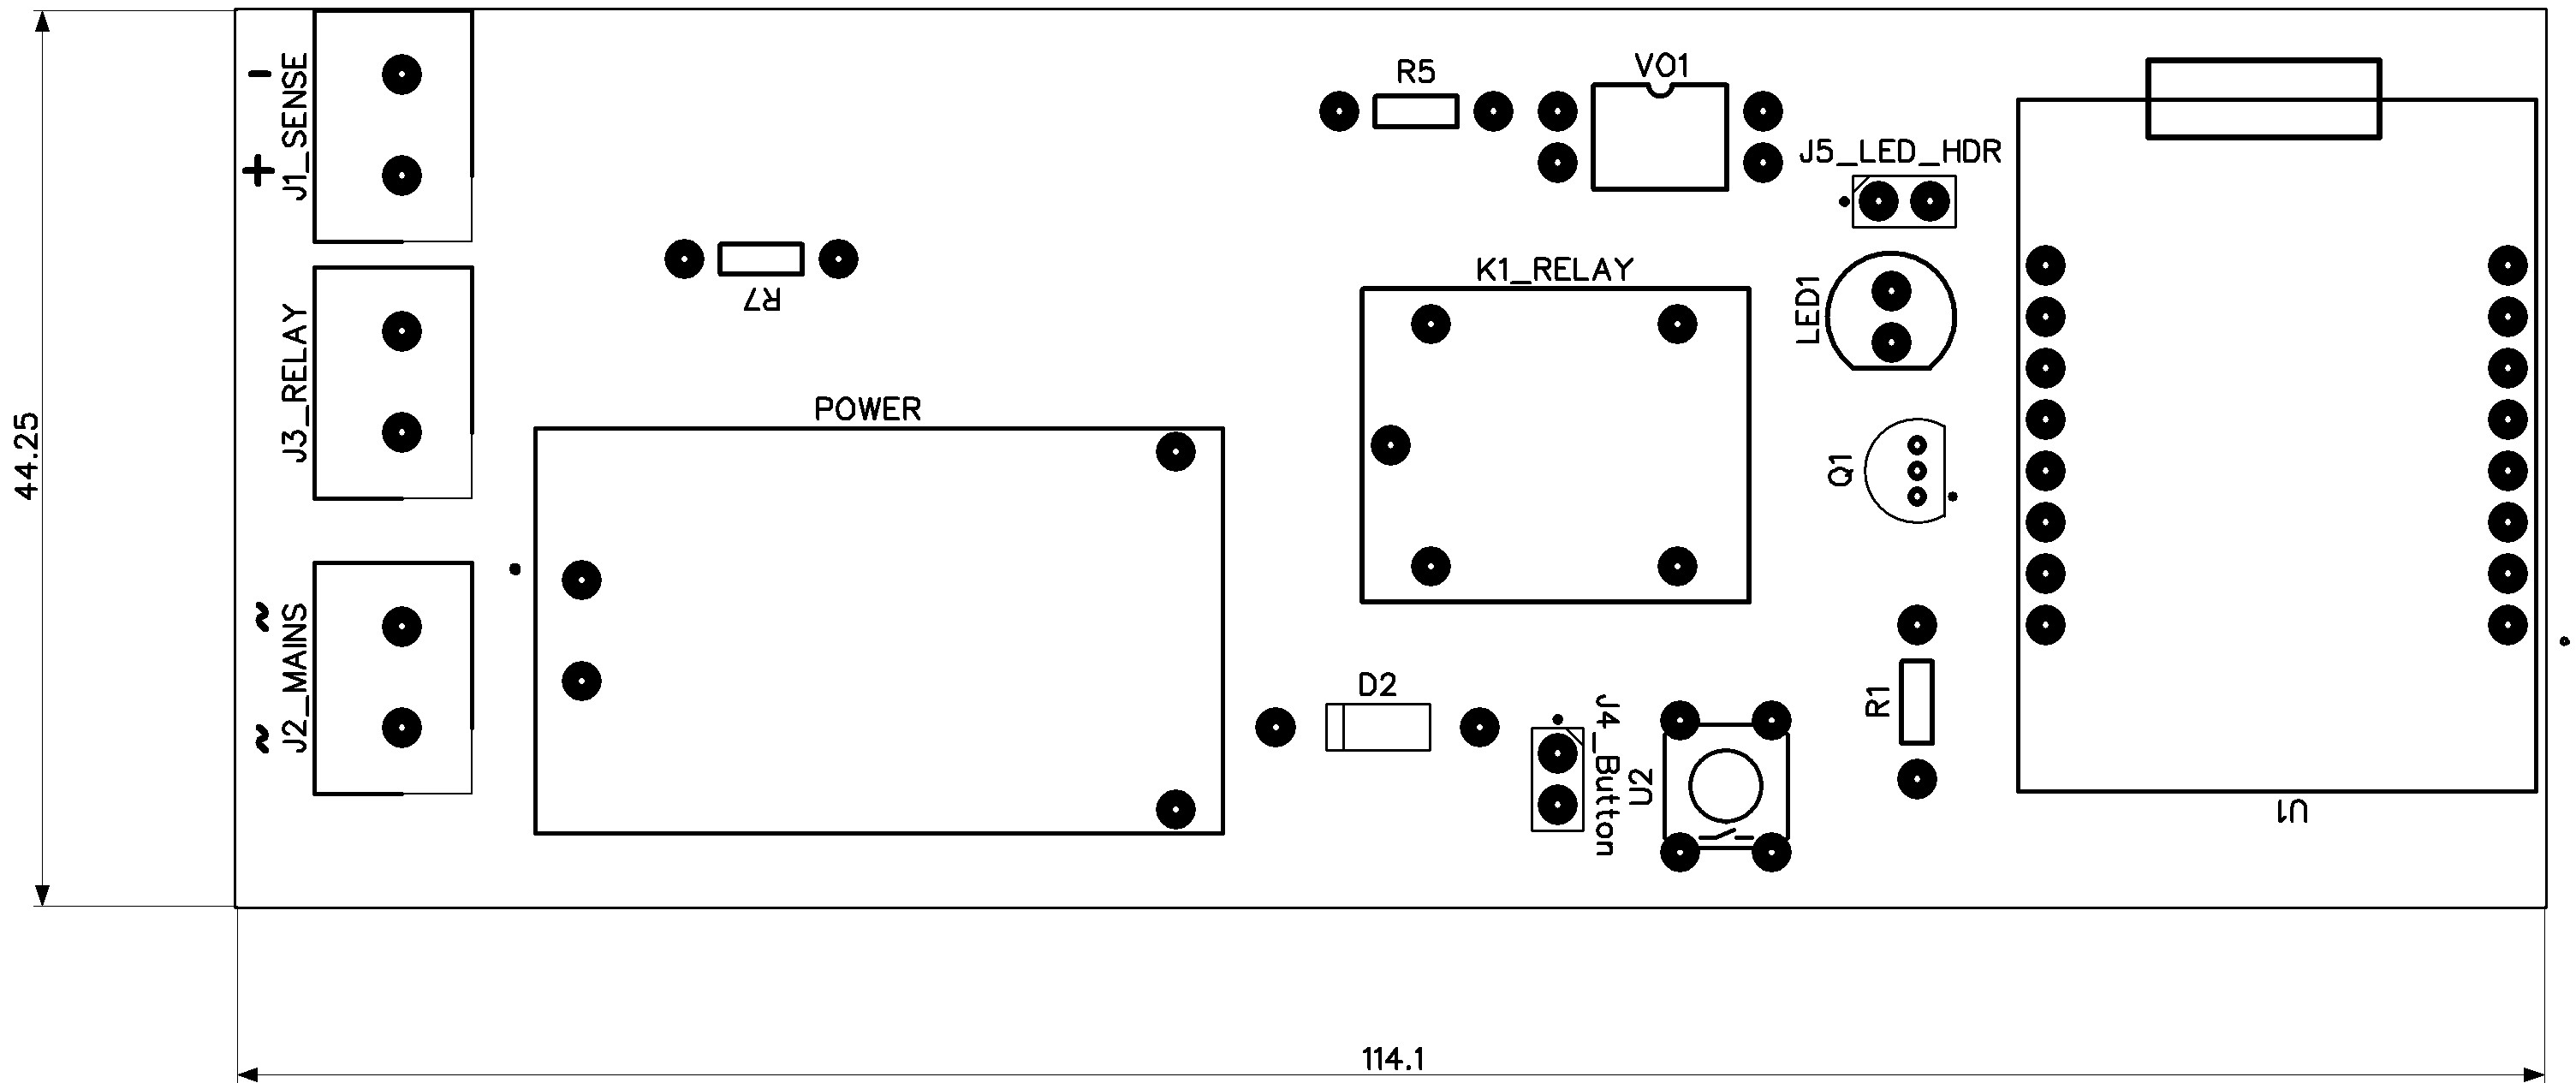 -
+
J1_SENSE
R5
VO1
J5_LED_HDR
R7
K1_RELAY
LED1
J3_RELAY
POWER
44.25
Q1
~
~
J2_MAINS
D2
J4_Button
U2
R1
U1
114.1